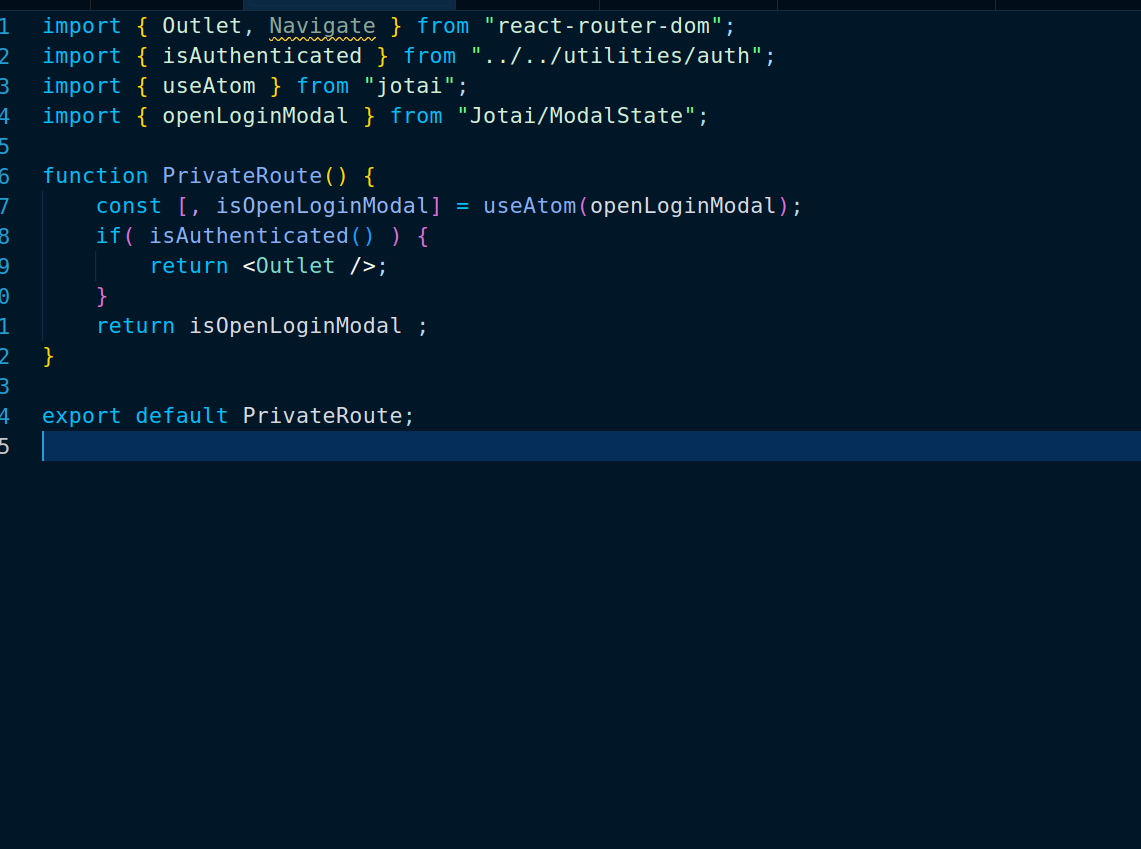 1 import { Outlet, Navigate } from "react-router-dom";
2 import { isAuthenticated } from "../../utilities/auth";
3 import { useAtom } from "jotai";
4 import { openLoginModal } from "Jotai/ModalState";
5
6 function PrivateRoute() {
7     const [, isOpenLoginModal] = useAtom(openLoginModal);
8     if( isAuthenticated() ) {
9         return <Outlet />;
0     }
1     return isOpenLoginModal ;
2 }
3
4 export default PrivateRoute;
5